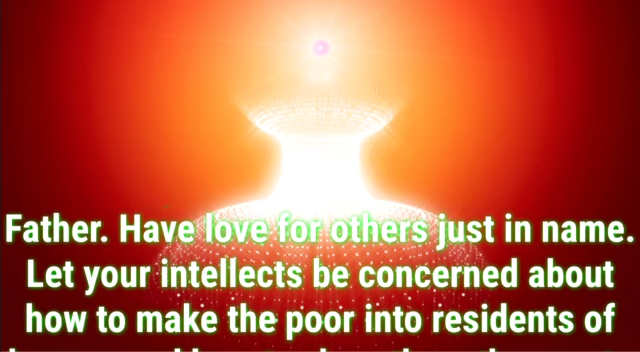 Father. Have love for others just in name.
Let your intellects be concerned about
how to make the poor into residents of